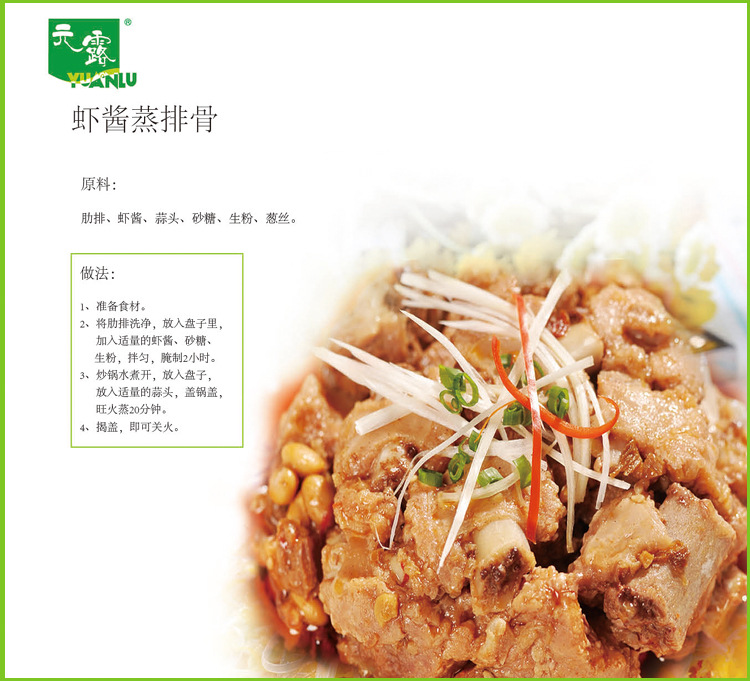 元露®
YUANLU
虾酱蒸排骨
原料：
肋排、虾酱、蒜头、砂糖、生粉、葱丝。
做法：
1、准备食材。
2、将肋排洗净，放入盘子里，
加入适量的虾酱、砂糖、
生粉，拌匀，腌制2小时。
3、炒锅水煮开，放入盘子，
放入适量的蒜头，盖锅盖，
旺火蒸20分钟。
4、揭盖，即可关火。